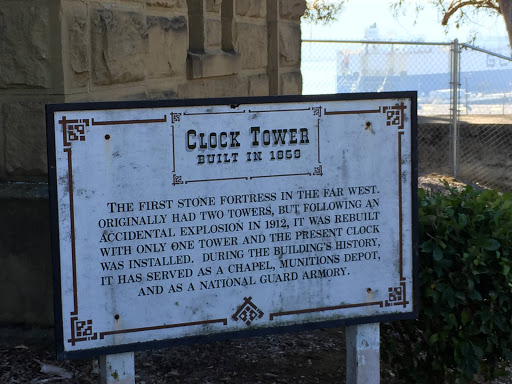 CLOCK TOWER
BUILT IN 1859
THE FIRST STONE FORTRESS IN THE FAR WEST.
ORIGINALLY HAD TWO TOWERS, BUT FOLLOWING AN
ACCIDENTAL EXPLOSION IN 1912, IT WAS REBUILT
WITH ONLY ONE TOWER AND THE PRESENT CLOCK
WAS INSTALLED. DURING THE BUILDING'S HISTORY,
IT HAS SERVED AS A CHAPEL, MUNITIONS DEPOT,
AND AS A NATIONAL GUARD ARMORY.